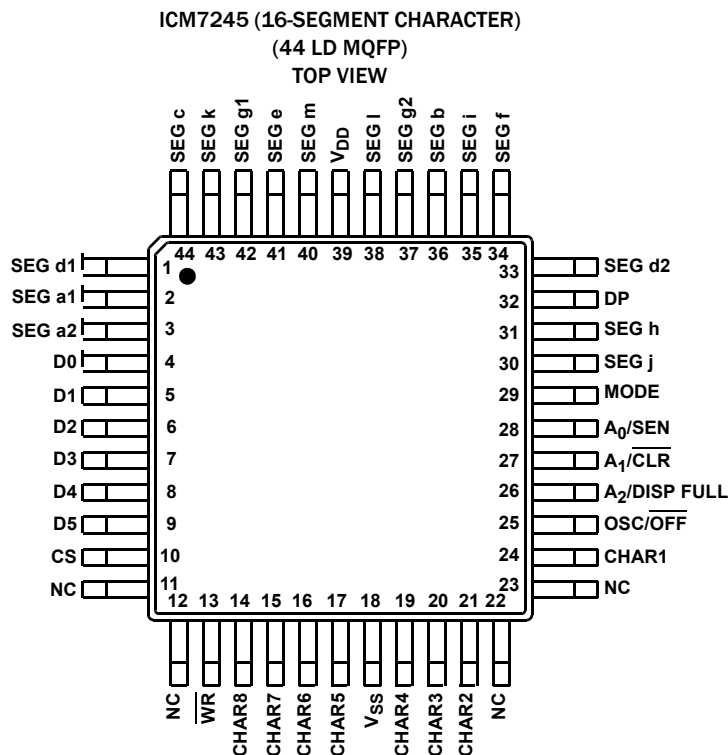 ICM7245 (16-SEGMENT CHARACTER)
(44 LD MQFP)
TOP VIEW
SEG c
SEG k
SEG g1
SEG e
SEG m
VDD
SEG l
SEG g2
SEG b
SEG i
SEG f
44 43 42 41 40 39 38 37 36 35 34
SEG d1 1
SEG a1 2
SEG a2 3
D0 4
D1 5
D2 6
D3 7
D4 8
D5 9
CS 10
NC 11
33 SEG d2
32 DP
31 SEG h
30 SEG j
29 MODE
28 A0/SEN
27 A1/CLR
26 A2/DISP FULL
25 OSC/OFF
24 CHAR1
23 NC
12 13 14 15 16 17 18 19 20 21 22
NC
WR
CHAR8
CHAR7
CHAR6
CHAR5
VSS
CHAR4
CHAR3
CHAR2
NC